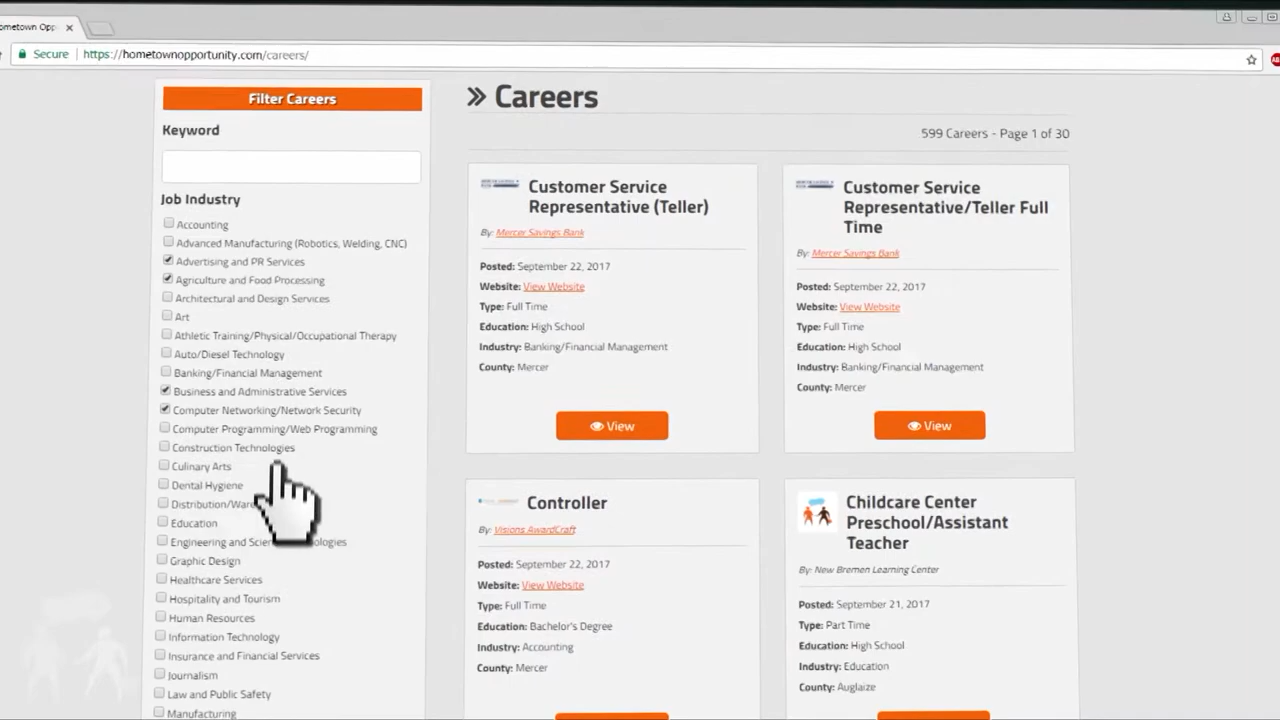 ometown Opp
Secure https://hometownopportunity.com/careers/
Filter Careers
Keyword
Job Industry
Accounting
Advanced Manufacturing (Robotics, Welding, CNC)
Advertising and PR Services
Agriculture and Food Processing
Architectural and Design Services
Art
Athletic Training/Physical/Occupational Therapy
Auto/Diesel Technology
Banking/Financial Management
Business and Administrative Services
Computer Networking/Network Security
Computer Programming/Web Programming
Construction Technologies
Culinary Arts
Dental Hygiene
Distribution/Ware
Education
Engineering and Scien ologies
Graphic Design
Healthcare Services
Hospitality and Tourism
Human Resources
Information Technology
Insurance and Financial Services
Journalism
Law and Public Safety
Manufacturing
» Careers
599 Careers - Page 1 of 30
Customer Service
Representative (Teller)
By: Mercer Savings Bank
Posted: September 22, 2017
Website: View Website
Type: Full Time
Education: High School
Industry: Banking/Financial Management
County: Mercer
View
Customer Service
Representative/Teller Full
Time
By: Mercer Savings Bank
Posted: September 22, 2017
Website: View Website
Type: Full Time
Education: High School
Industry: Banking/Financial Management
County: Mercer
View
Controller
By: Visions AwardCraft
Posted: September 22, 2017
Website: View Website
Type: Full Time
Education: Bachelor's Degree
Industry: Accounting
County: Mercer
Childcare Center
Preschool/Assistant
Teacher
By: New Bremen Learning Center
Posted: September 21, 2017
Type: Part Time
Education: High School
Industry: Education
County: Auglaize